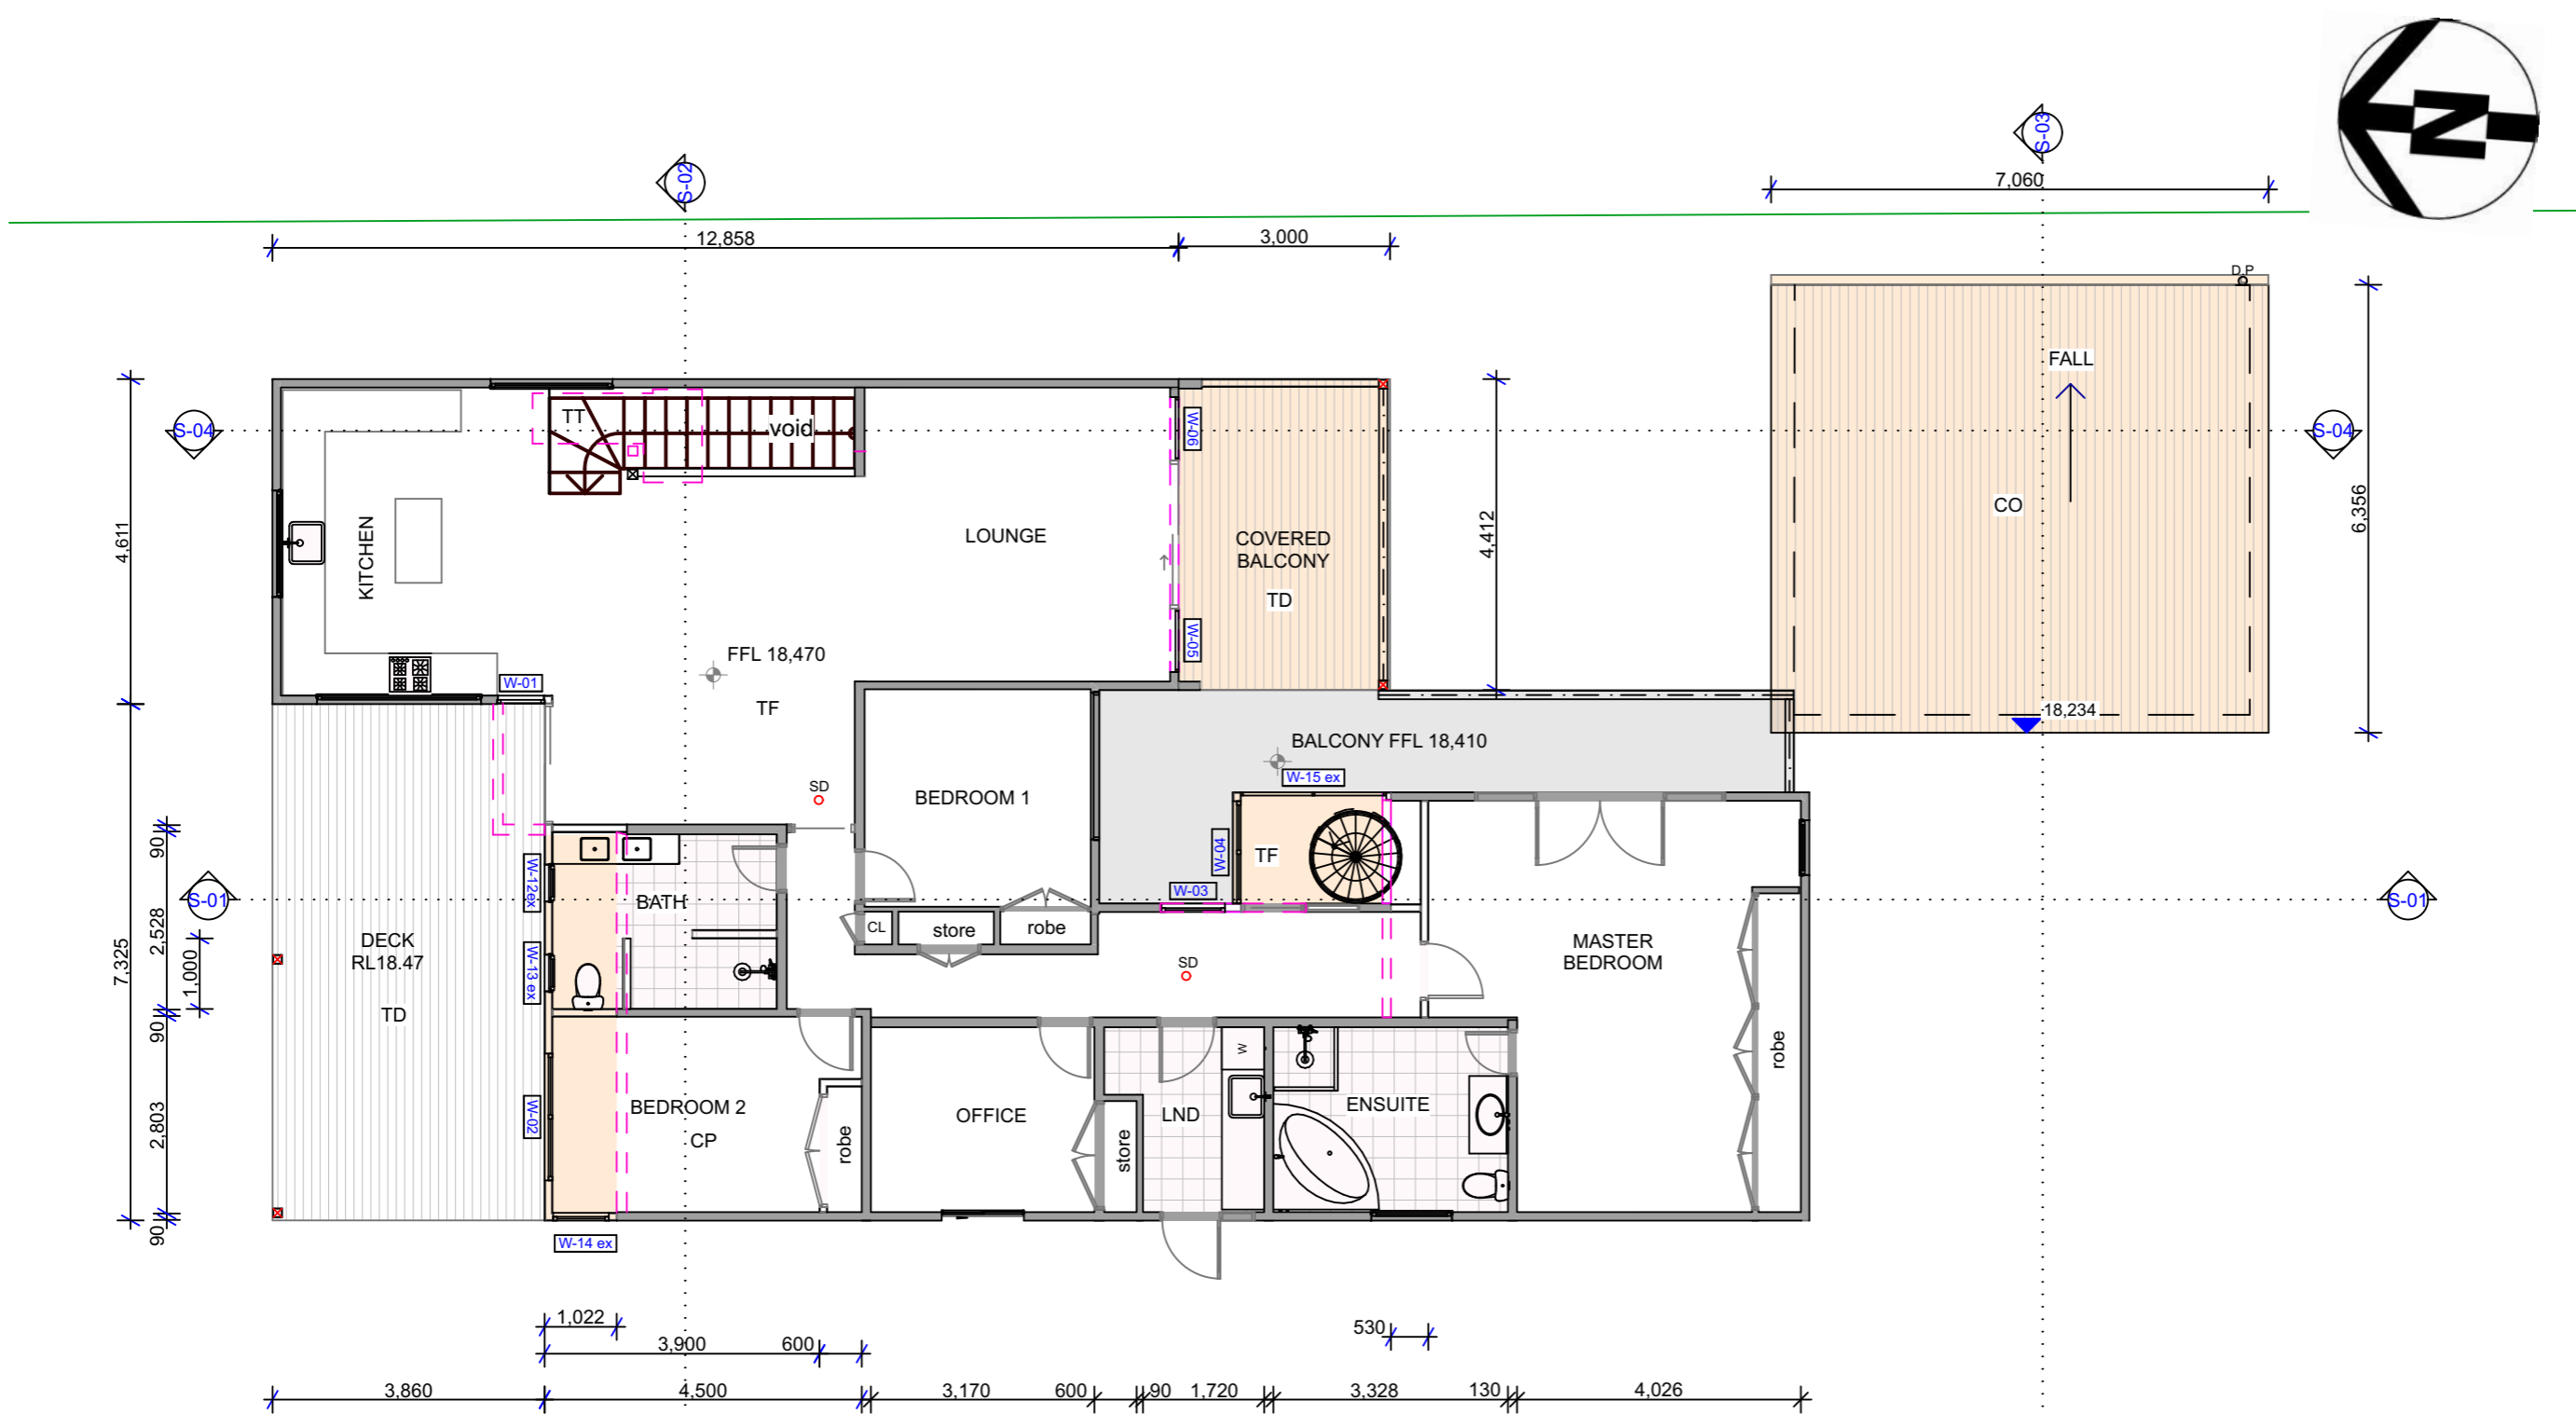 N
S-03
7,060
S-02
12,858
3,000
D.P
FALL
TT
void
S-04
S-04
W-06
CO
6,356
4,412
4,611
KITCHEN
LOUNGE
COVERED
BALCONY
TD
W-05
FFL 18,470
TF
W-01
18,234
BALCONY FFL 18,410
W-15 ex
SD
BEDROOM 1
90
W-04
TF
W-12ex
W-03
S-01
BATH
S-01
CL
store
robe
2,528
7,325
1,000
DECK
RL18.47
TD
W-13 ex
SD
MASTER
BEDROOM
90
robe
W
2,803
W-02
BEDROOM 2
CP
robe
OFFICE
store
LND
ENSUITE
90
W-14 ex
1,022
530
3,900
600
3,860
4,500
3,170
600
90
1,720
3,328
130
4,026